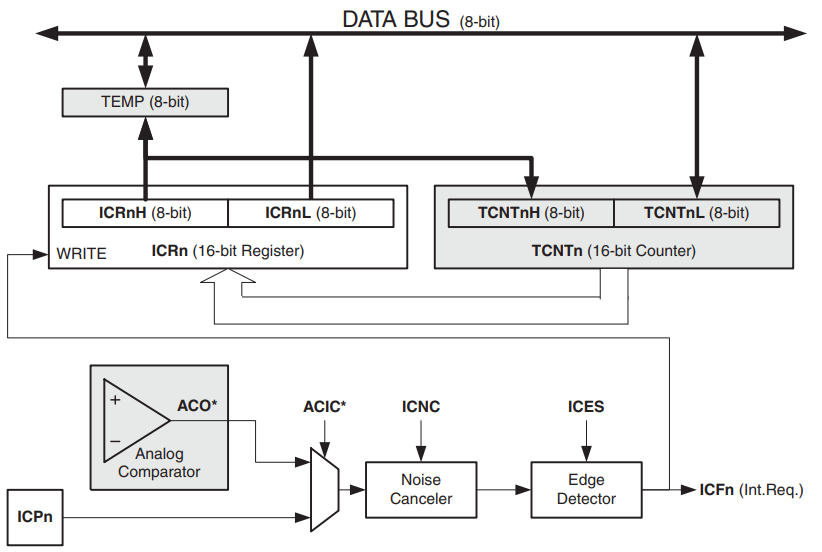 DATA BUS (8-bit)
TEMP (8-bit)
ICRnH (8-bit) ICRnL (8-bit) TCNTnH (8-bit) TCNTnL (8-bit)
WRITE ICRn (16-bit Register) TCNTn (16-bit Counter)
+ ACO* ACIC* ICNC ICES
−
Analog
Comparator
Noise
Canceler
Edge
Detector
ICFn (Int.Req.)
ICPn